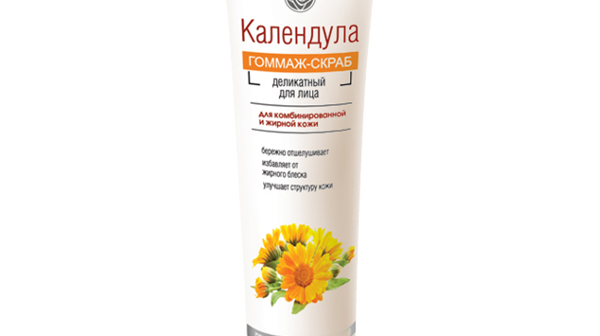 Календула
ГОММАЖ-СКРАБ
деликатный
для лица
для комбинированной
и жирной кожи
бережно отшелушивает
избавляет от
жирного блеска
улучшает структуру кожи